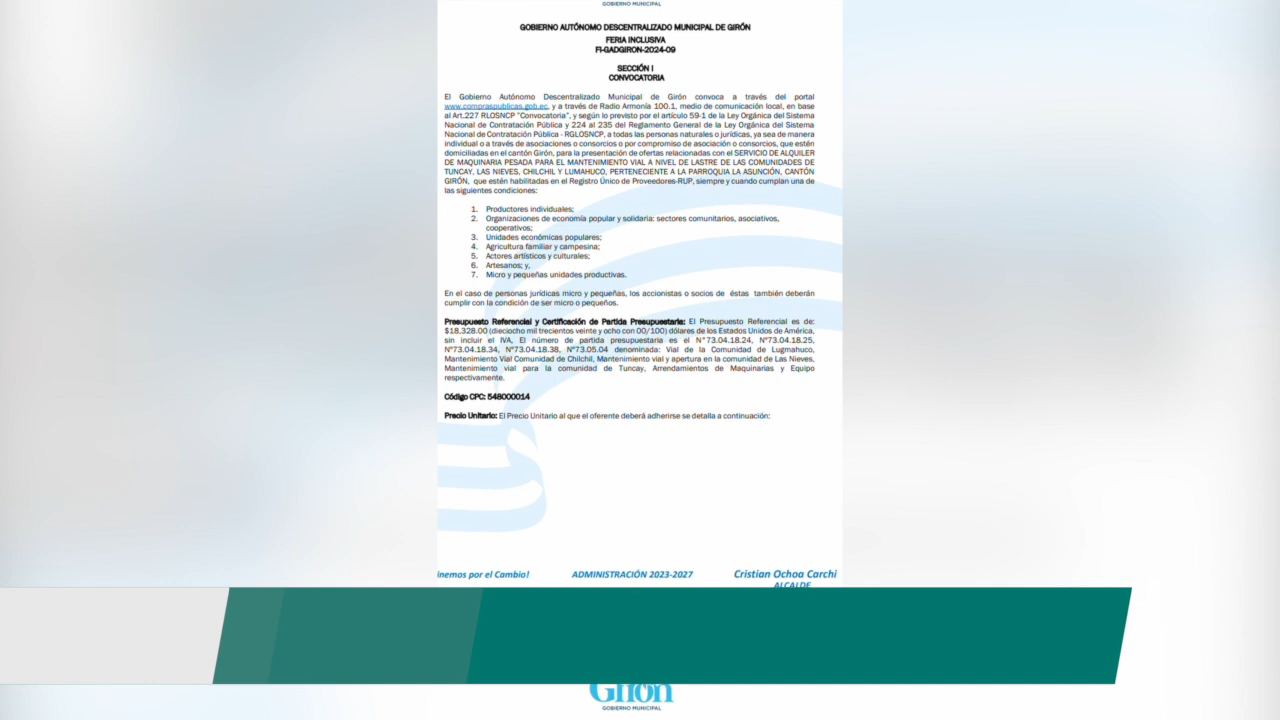 GOBIERNO MUNICIPAL
GOBIERNO AUTÓNOMO DESCENTRALIZADO MUNICIPAL DE GIRÓN
FERIA INCLUSIVA
FI-GADGIRON-2024-09
SECCIÓN I
CONVOCATORIA
El Gobierno Autónomo Descentralizado Municipal de Girón convoca a través del portal
www.compraspublicas.gob.ec, y a través de Radio Armonía 100.1, medio de comunicación local, en base
al Art.227 RLOSNCP "Convocatoria", y según lo previsto por el artículo 59-1 de la Ley Orgánica del Sistema
Nacional de Contratación Pública y 224 al 235 del Reglamento General de la Ley Orgánica del Sistema
Nacional de Contratación Pública - RGLOSNCP, a todas las personas naturales o jurídicas, ya sea de manera
individual o a través de asociaciones o consorcios o por compromiso de asociación o consorcios, que estén
domiciliadas en el cantón Girón, para la presentación de ofertas relacionadas con el SERVICIO DE ALQUILER
DE MAQUINARIA PESADA PARA EL MANTENIMIENTO VIAL A NIVEL DE LASTRE DE LAS COMUNIDADES DE
TUNCAY, LAS NIEVES, CHILCHIL Y LUMAHUCO, PERTENECIENTE A LA PARROQUIA LA ASUNCIÓN, CANTÓN
GIRÓN, que estén habilitadas en el Registro Único de Proveedores-RUP, siempre y cuando cumplan una de
las siguientes condiciones:
1. Productores individuales;
2. Organizaciones de economía popular y solidaria: sectores comunitarios, asociativos,
cooperativos;
3. Unidades económicas populares;
4. Agricultura familiar y campesina;
5. Actores artísticos y culturales;
6. Artesanos; y,
7. Micro y pequeñas unidades productivas.
En el caso de personas jurídicas micro y pequeñas, los accionistas o socios de éstas también deberán
cumplir con la condición de ser micro o pequeños.
Presupuesto Referencial y Certificación de Partida Presupuestaria: El Presupuesto Referencial es de:
$18,328.00 (dieciocho mil trecientos veinte y ocho con 00/100) dólares de los Estados Unidos de América,
sin incluir el IVA, El número de partida presupuestaria es el N°73.04.18.24, N°73.04.18.25,
N°73.04.18.34, N°73.04.18.38, N°73.05.04 denominada: Vial de la Comunidad de Lugmahuco,
Mantenimiento Vial Comunidad de Chilchil, Mantenimiento vial y apertura en la comunidad de Las Nieves,
Mantenimiento vial para la comunidad de Tuncay, Arrendamientos de Maquinarias y Equipo
respectivamente.
Código CPC: 548000014
Precio Unitario: El Precio Unitario al que el oferente deberá adherirse se detalla a continuación:
inemos por el Cambio! ADMINISTRACIÓN 2023-2027 Cristian Ochoa Carchi
ALCALDE
Girón
GOBIERNO MUNICIPAL